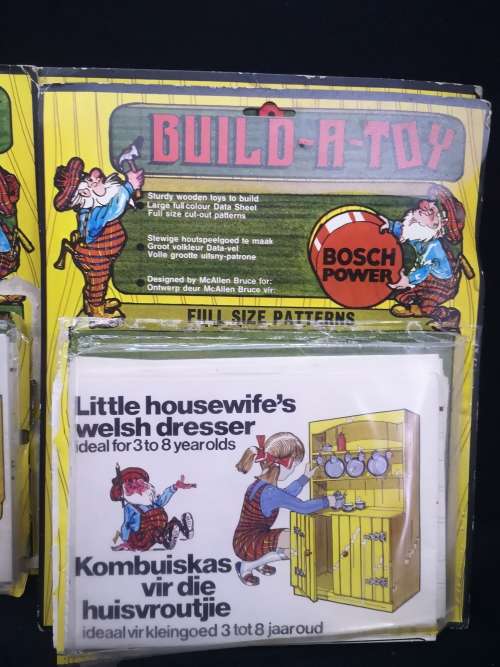 BUILD-A-TOY
Sturdy wooden toys to build
Large full colour Data Sheet
Full size cut-out patterns
Stewige houtspeelgoed te maak
Groot volkleur Data-vel
Volle grootte uitsny-patrone
Designed by McAllen Bruce for:
Ontwerp deur McAllen Bruce vir:
BOSCH
POWER
FULL SIZE PATTERNS
Little housewife's
welsh dresser
ideal for 3 to 8 year olds
Kombuiskas
vir die
huisvroutjie
ideaal vir kleingoed 3 tot 8 jaar oud